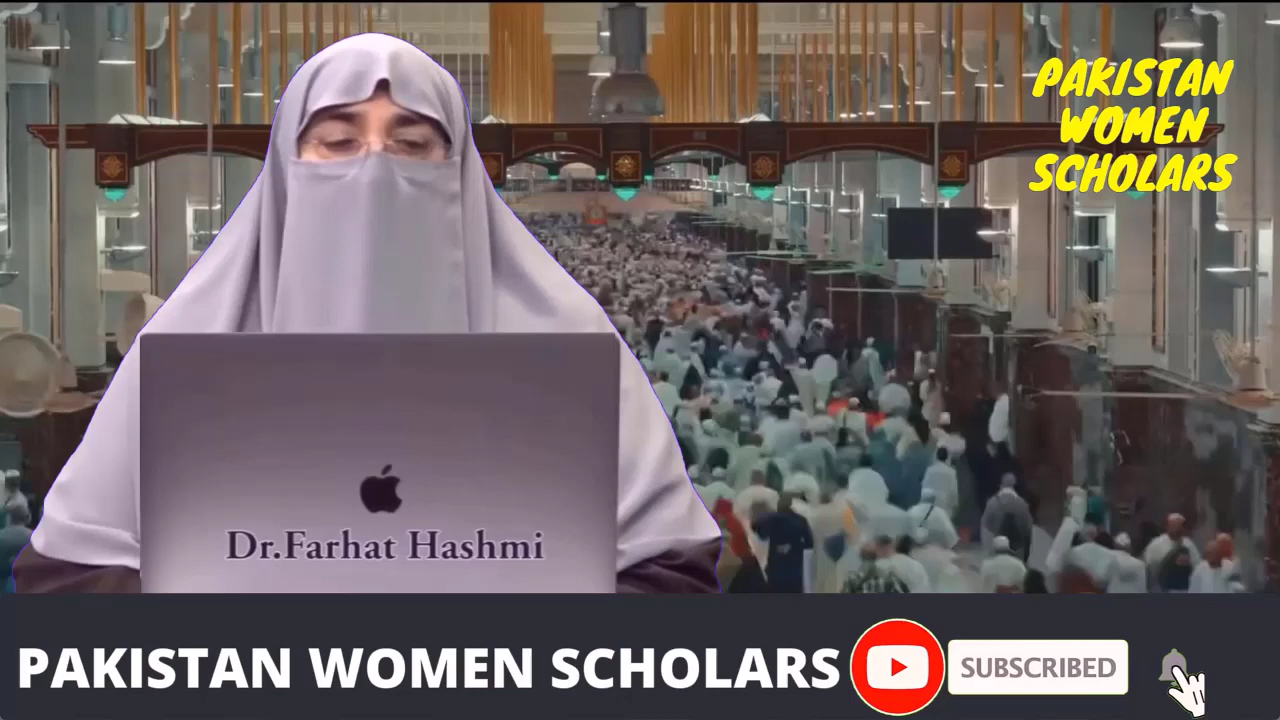 PAKISTAN
WOMEN
SCHOLARS
Dr.Farhat Hashmi
PAKISTAN WOMEN SCHOLARS
SUBSCRIBED